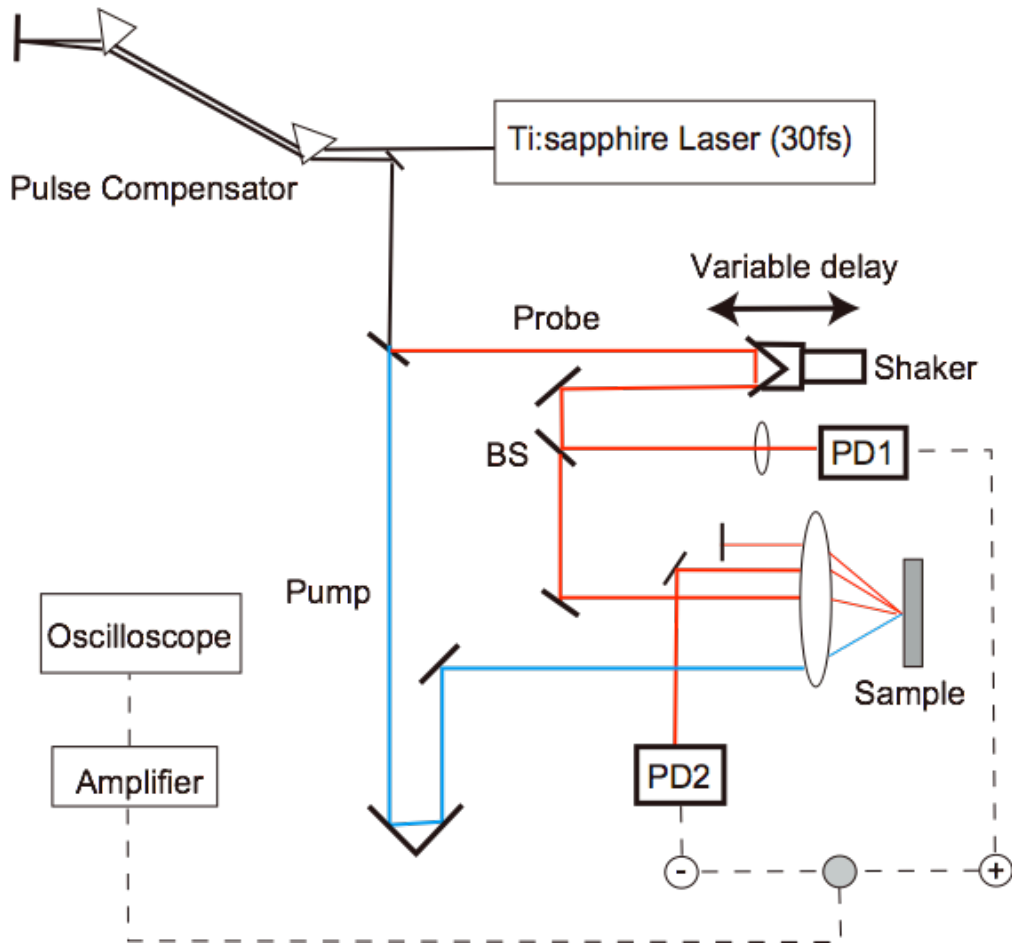 Ti:sapphire Laser (30fs)
Pulse Compensator
Variable delay
Probe
Shaker
BS
PD1
Pump
Oscilloscope
Sample
Amplifier
PD2
-
+